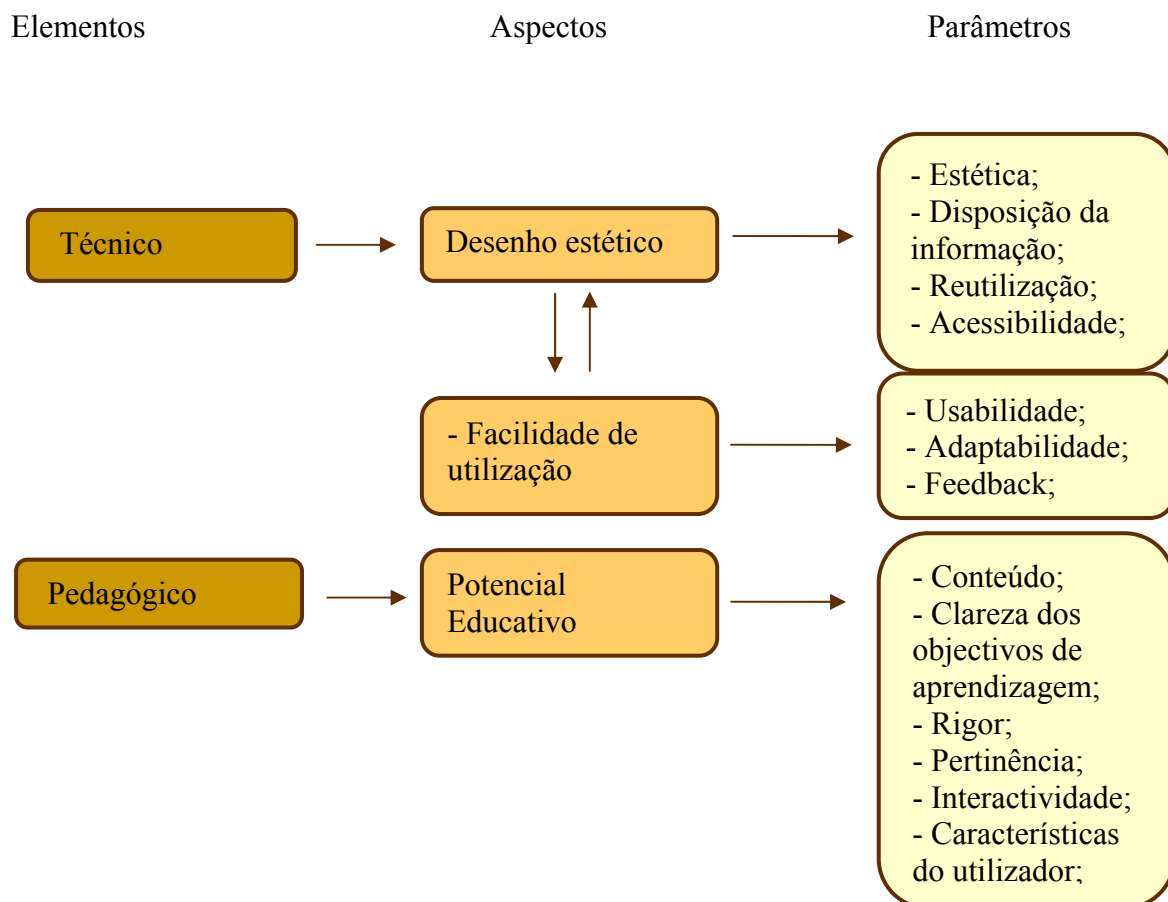 Elementos
Aspectos
Parâmetros
Técnico
Desenho estético
- Estética;
- Disposição da
informação;
- Reutilização;
- Acessibilidade;
- Facilidade de
utilização
- Usabilidade;
- Adaptabilidade;
- Feedback;
Pedagógico
Potencial
Educativo
- Conteúdo;
- Clareza dos
objectivos de
aprendizagem;
- Rigor;
- Pertinência;
- Interactividade;
- Características
do utilizador;